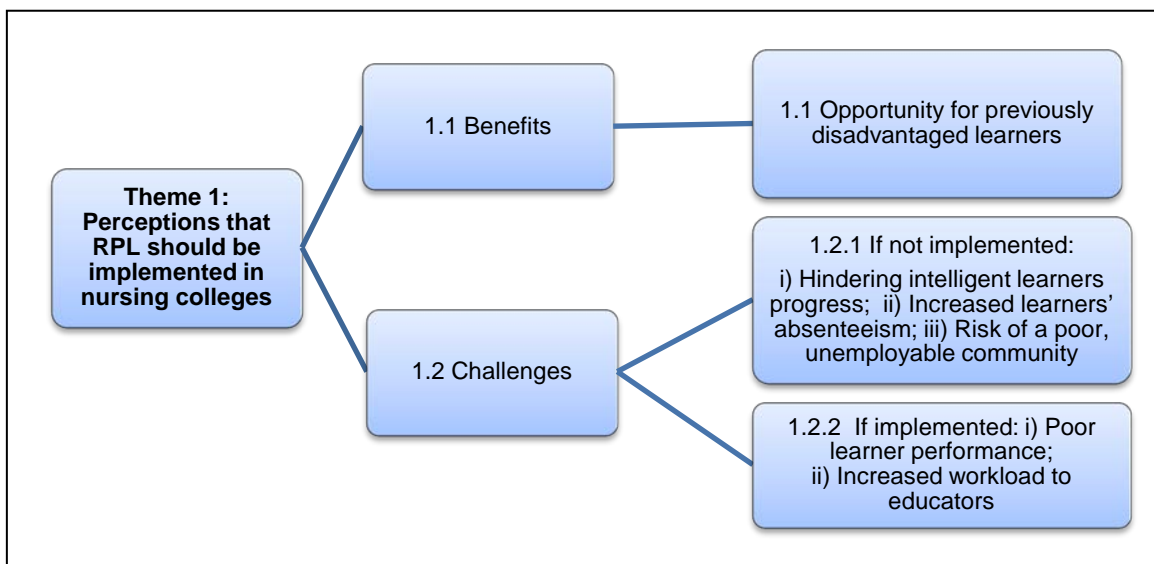 Theme 1:
Perceptions that
RPL should be
implemented in
nursing colleges
1.1 Benefits
1.1 Opportunity for previously
disadvantaged learners
1.2 Challenges
1.2.1 If not implemented:
i) Hindering intelligent learners
progress; ii) Increased learners'
absenteeism; iii) Risk of a poor,
unemployable community
1.2.2 If implemented: i) Poor
learner performance;
ii) Increased workload to
educators